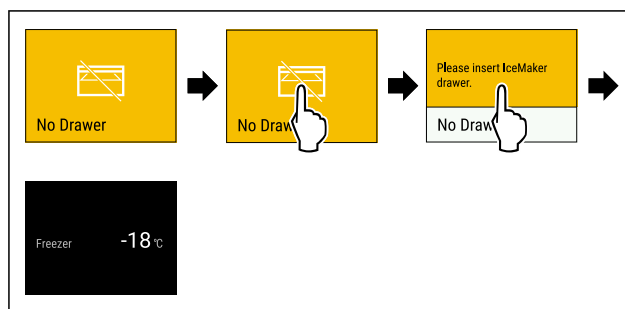 No Drawer
No Draw
Please insert IceMaker
drawer.
No Draw
Freezer -18 °C